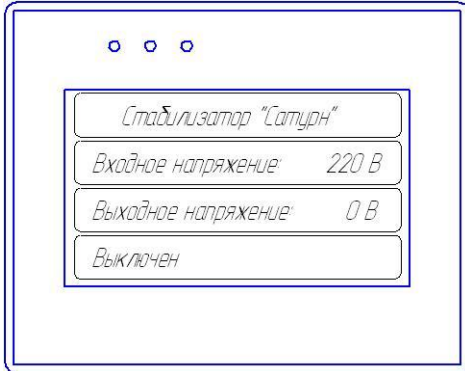 Стабилизатор "Сатурн"
Входное напряжение: 220 В
Выходное напряжение: 0 В
Выключен